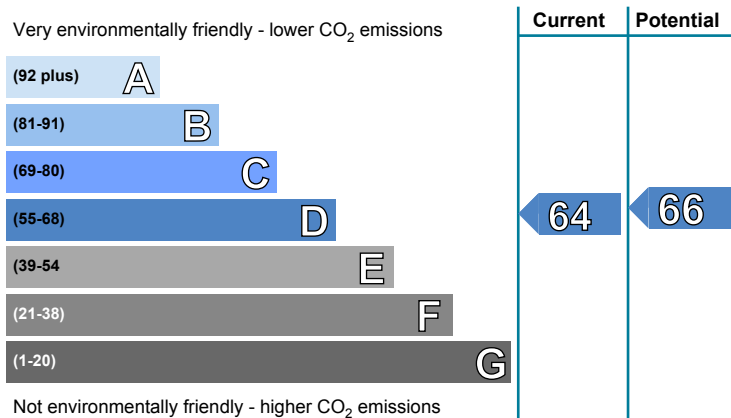 Very environmentally friendly - lower CO2 emissions
Current
Potential
(92 plus) A
(81-91) B
(69-80) C
(55-68) D
64
66
(39-54 E
(21-38) F
(1-20) G
Not environmentally friendly - higher CO2 emissions